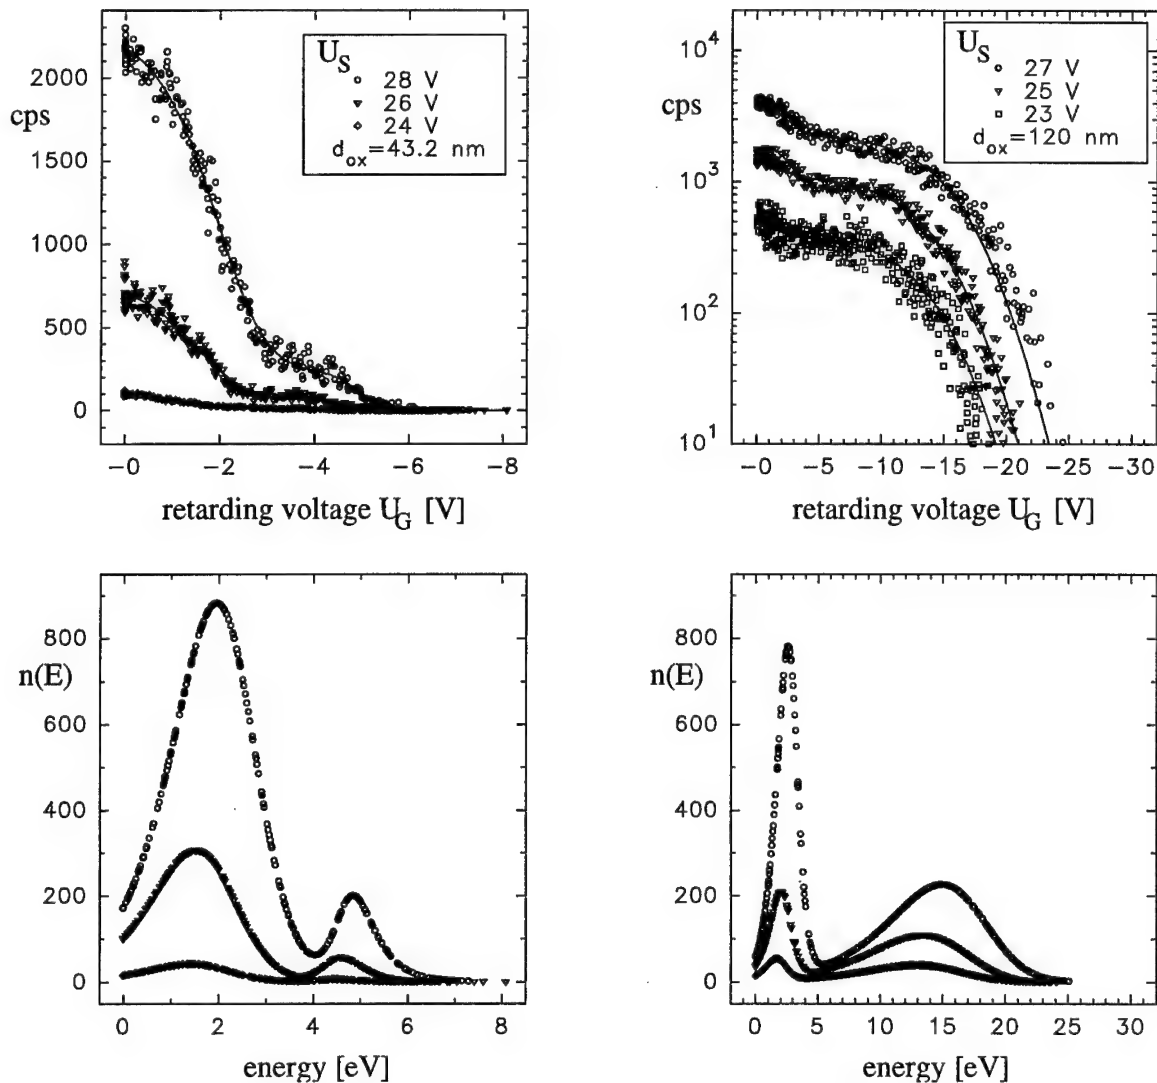 2000
cps
1500
1000
500
0
U_S
28 V
26 V
24 V
d_ox=43.2 nm
−0 −2 −4 −6 −8
retarding voltage U_G [V]
10^4
cps
10^3
10^2
10^1
U_S
27 V
25 V
23 V
d_ox=120 nm
−0 −5 −10 −15 −20 −25 −30
retarding voltage U_G [V]
800
n(E)
600
400
200
0
0 2 4 6 8
energy [eV]
800
n(E)
600
400
200
0
0 5 10 15 20 25 30
energy [eV]